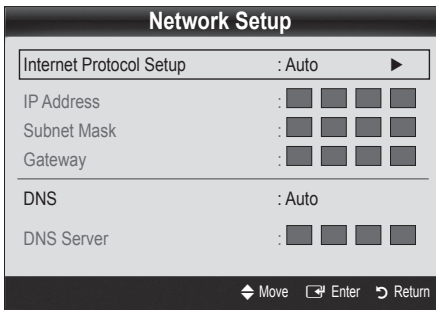 Network Setup
Internet Protocol Setup : Auto ▶
IP Address :
Subnet Mask :
Gateway :
DNS : Auto
DNS Server :
Move Enter Return